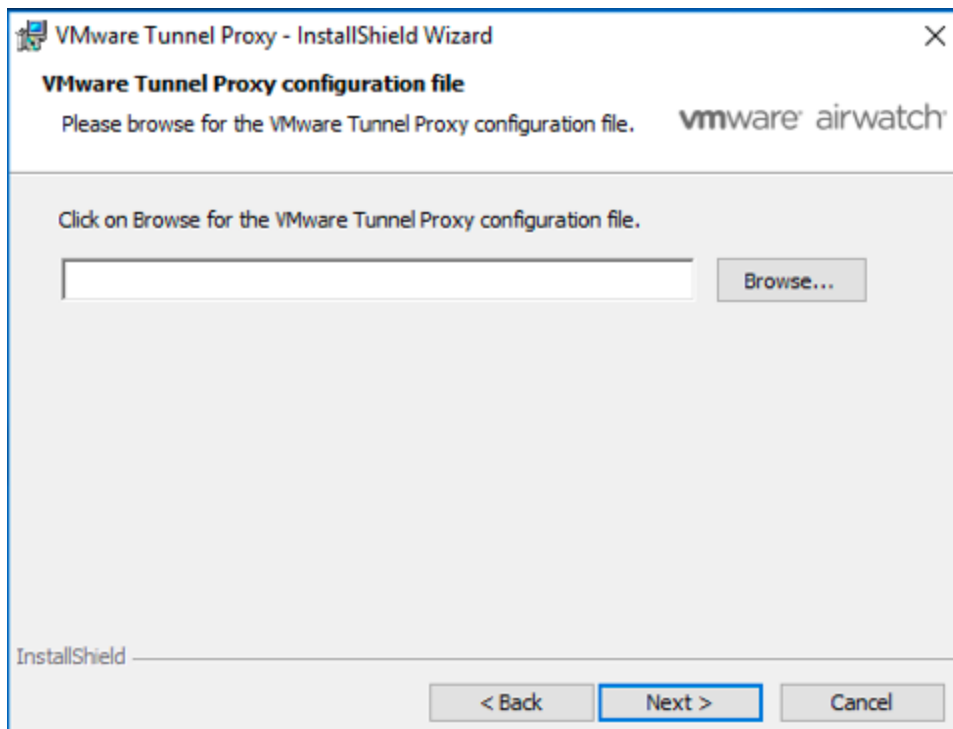 VMware Tunnel Proxy - InstallShield Wizard
VMware Tunnel Proxy configuration file
Please browse for the VMware Tunnel Proxy configuration file.
vmware airwatch
Click on Browse for the VMware Tunnel Proxy configuration file.
Browse...
InstallShield
< Back
Next >
Cancel